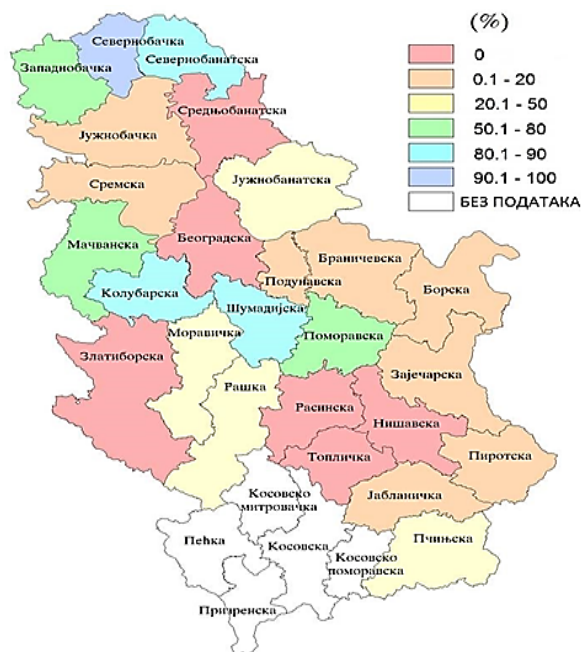 (%)
0
0.1 - 20
20.1 - 50
50.1 - 80
80.1 - 90
90.1 - 100
БЕЗ ПОДАТАКА
Севернобачка
Западнобачка
Севернобанатска
Средњобанатска
Јужнобачка
Сремска
Јужнобанатска
Мачванска
Београдска
Браничевска
Подунавска
Борска
Колубарска
Шумадијска
Моравичка
Поморавска
Златиборска
Рашка
Зајечарска
Расинска
Нишавска
Топличка
Пиротска
Јабланичка
Косовско
митровачка
Пећка
Косовска
Косовско
поморавска
Пчињска
Призренска